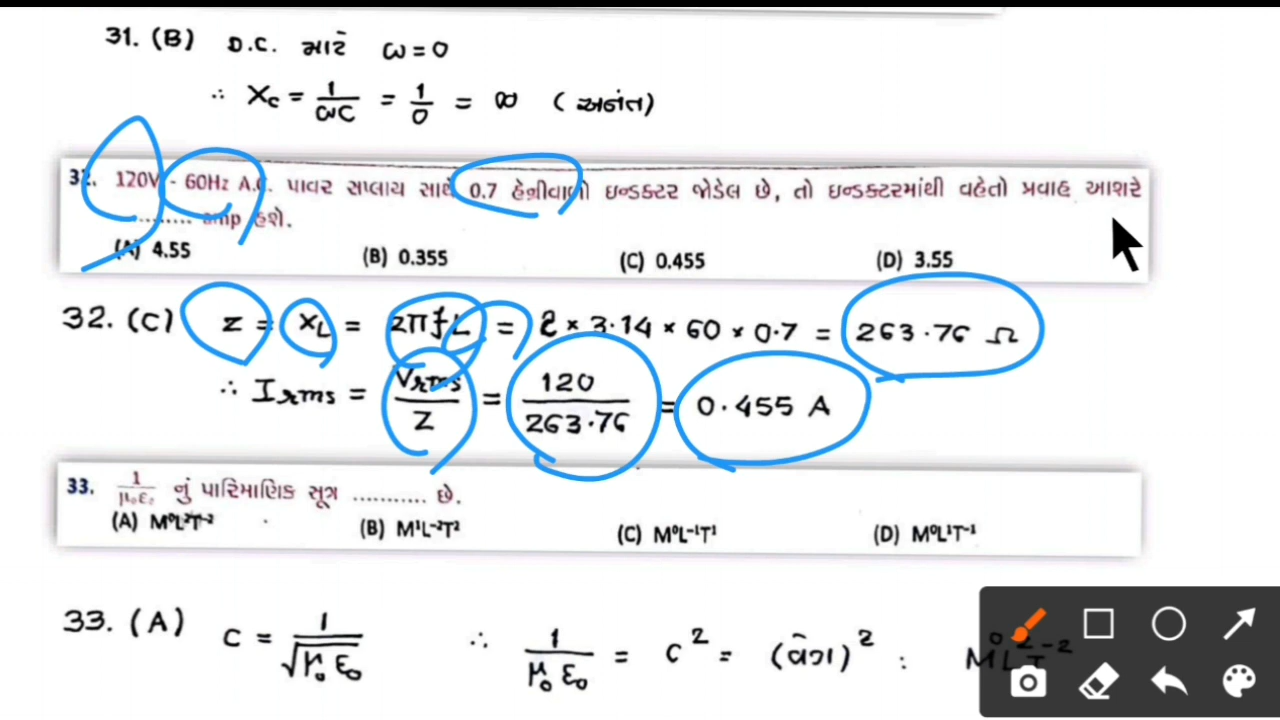 31. (B) D.C. માટે ω = 0
∴ Xc = 1/ωC = 1/0 = ∞ (અનંત)
32. 120V - 60Hz A.C. પાવર સપ્લાય સાથે 0.7 હેન્રીવાળી ઇન્ડક્ટર જોડેલ છે, તો ઇન્ડક્ટરમાંથી વહેતો પ્રવાહ આશરે
.......... amp હશે.
(A) 4.55 (B) 0.355 (C) 0.455 (D) 3.55
32. (C) Z = XL = 2πfL = 2 × 3.14 × 60 × 0.7 = 263.76 Ω
∴ Irms = Vrms/Z = 120/263.76 = 0.455 A
33. 1/μ₀ε₀ નું પારિમાણિક સૂત્ર ........... છે.
(A) M⁰L²T⁻² (B) M¹L⁻²T² (C) M⁰L⁻¹T¹ (D) M⁰L¹T⁻¹
33. (A) C = 1/√μ₀ε₀ ∴ 1/μ₀ε₀ = C² = (વેગ)² : M⁰L²T⁻²